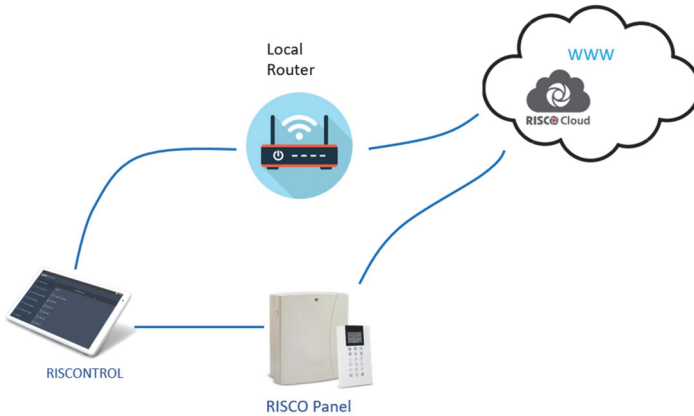 Local
Router
WWW
RISCO Cloud
RISCONTROL
RISCO Panel